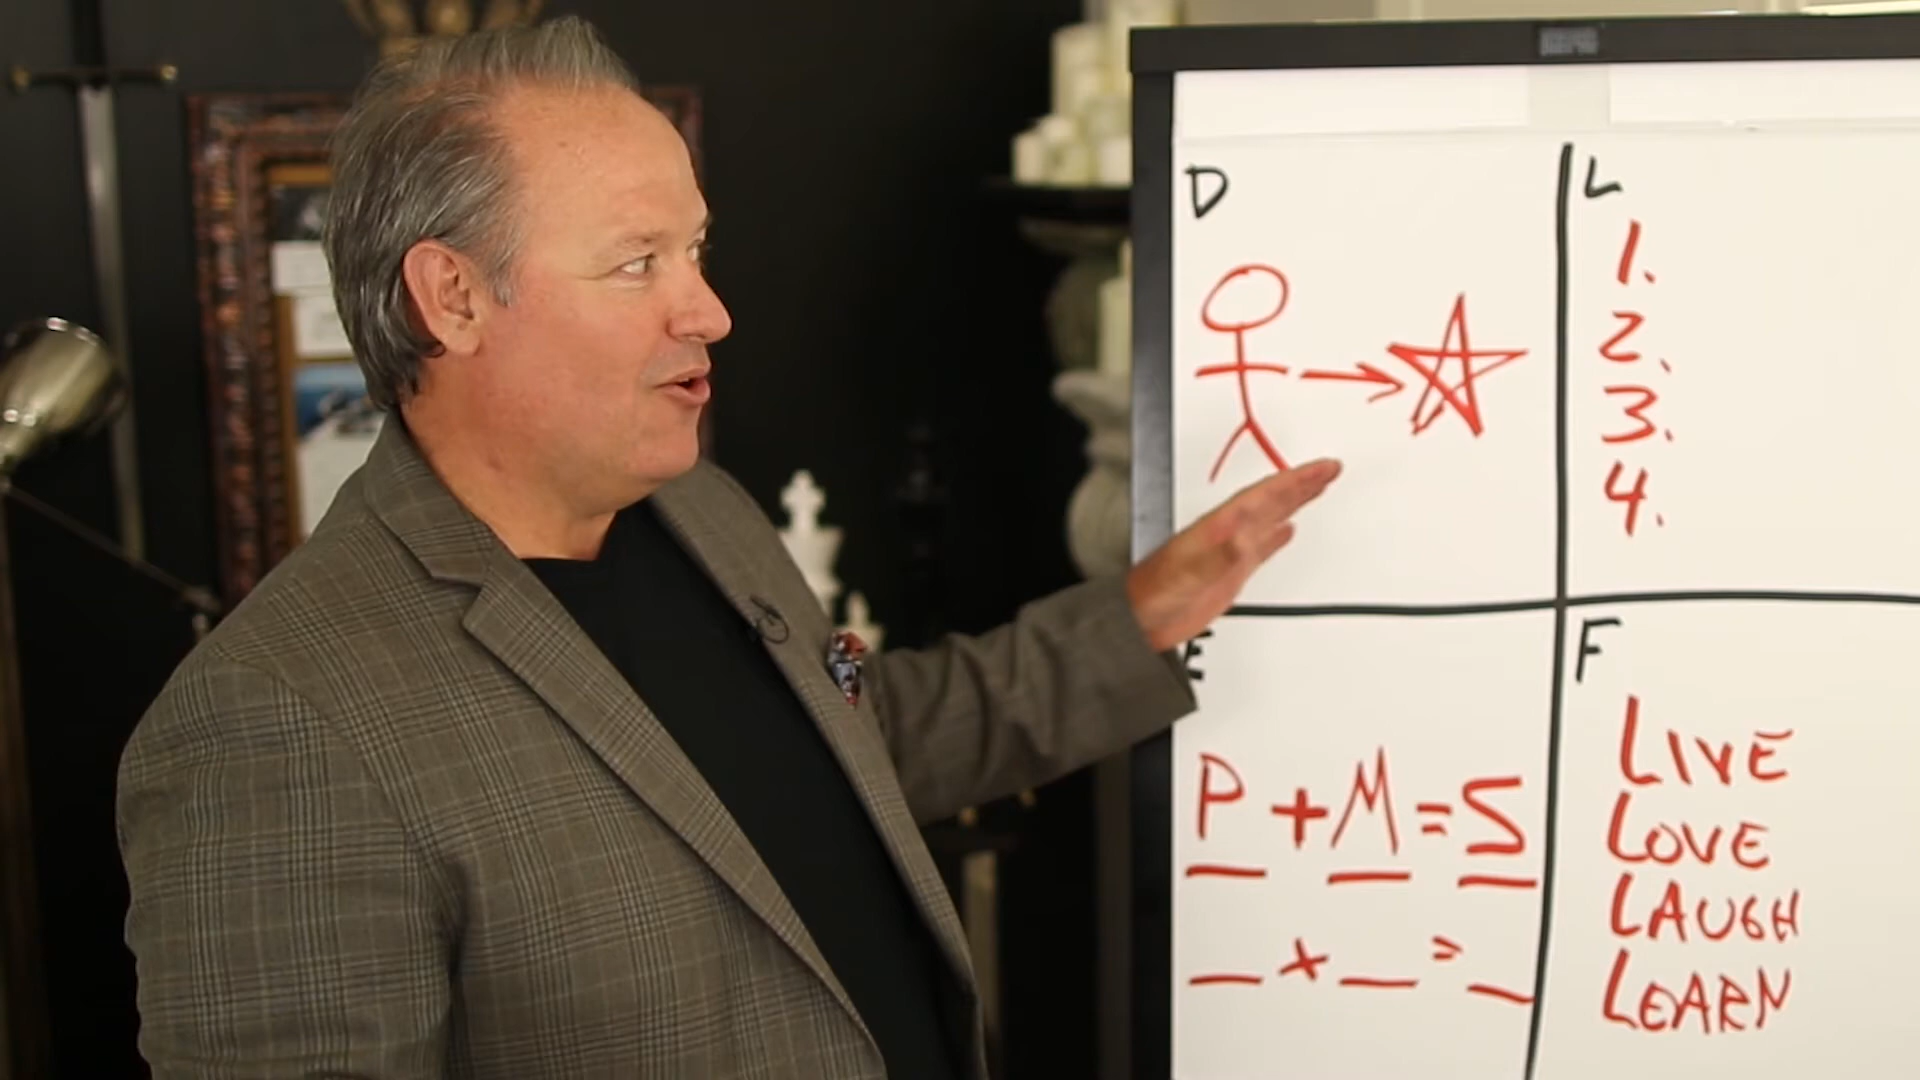 D
L
1.
2.
3.
4.
E
P + M = S
_ + _ = _
F
LIVE
LOVE
LAUGH
LEARN